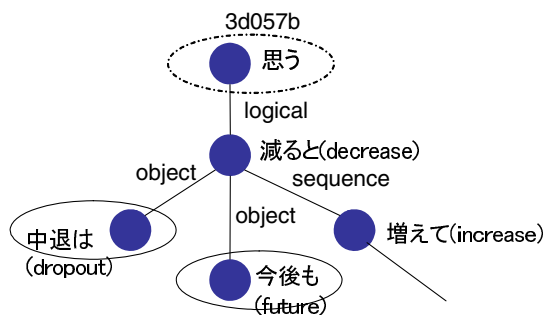 3d057b
思う
logical
減ると(decrease)
object
sequence
object
中退は
(dropout)
増えて(increase)
今後も
(future)